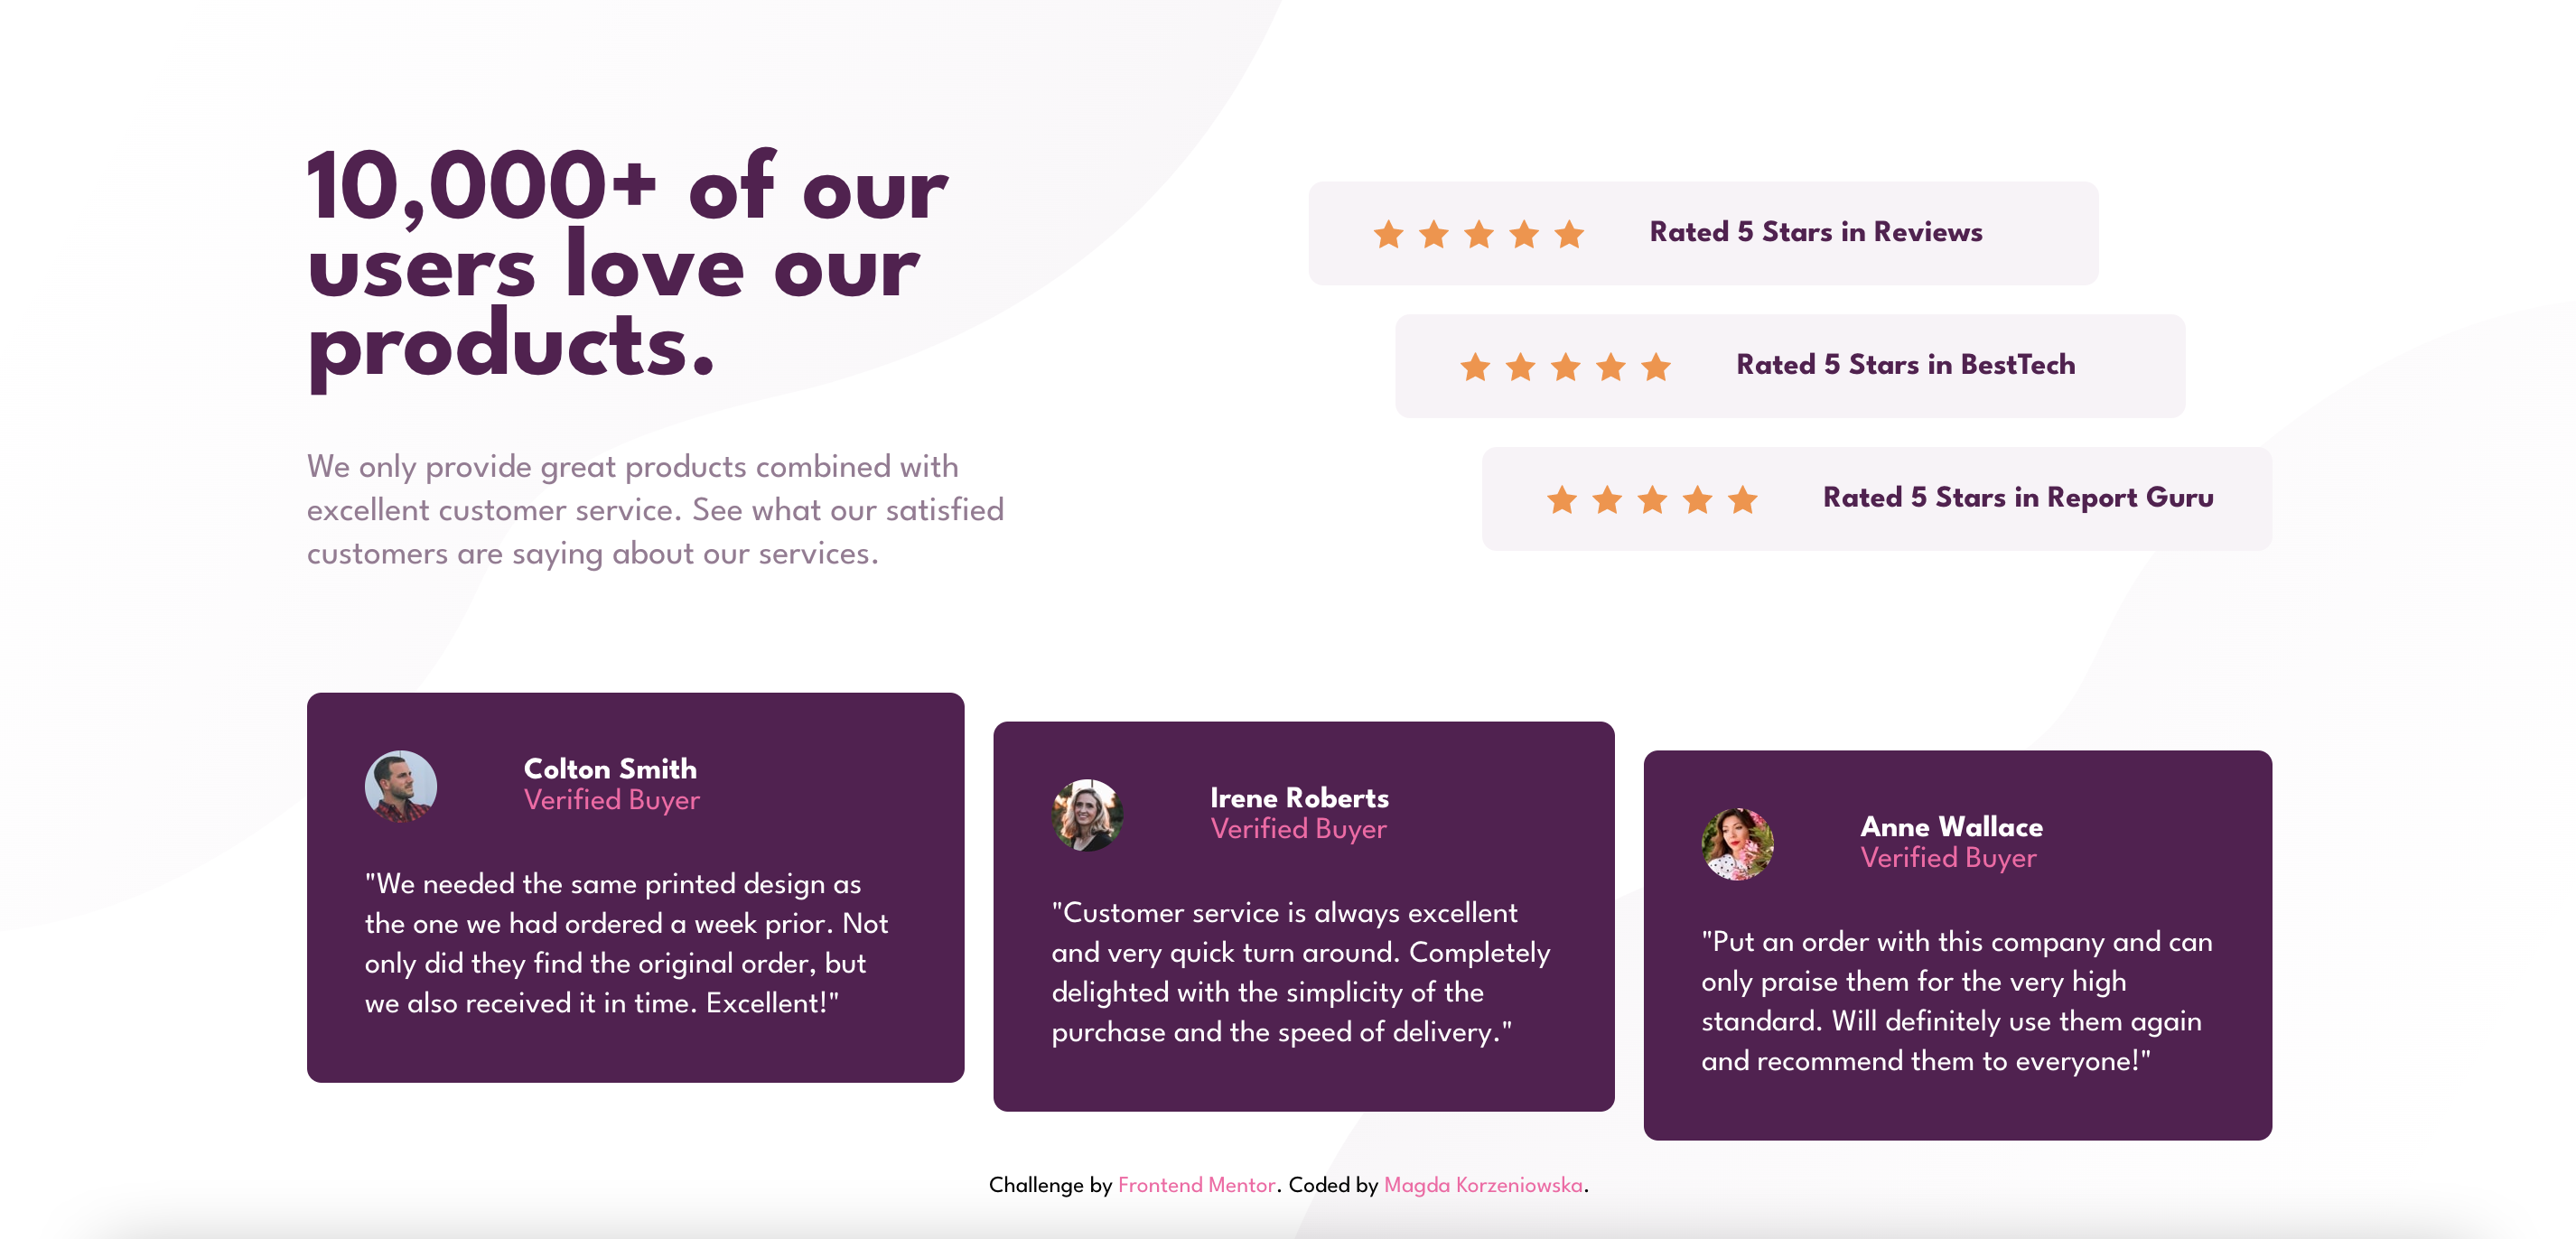 10,000+ of our
users love our
products.
We only provide great products combined with
excellent customer service. See what our satisfied
customers are saying about our services.
Rated 5 Stars in Reviews
Rated 5 Stars in BestTech
Rated 5 Stars in Report Guru
Colton Smith
Verified Buyer
"We needed the same printed design as
the one we had ordered a week prior. Not
only did they find the original order, but
we also received it in time. Excellent!"
Irene Roberts
Verified Buyer
"Customer service is always excellent
and very quick turn around. Completely
delighted with the simplicity of the
purchase and the speed of delivery."
Anne Wallace
Verified Buyer
"Put an order with this company and can
only praise them for the very high
standard. Will definitely use them again
and recommend them to everyone!"
Challenge by Frontend Mentor. Coded by Magda Korzeniowska.